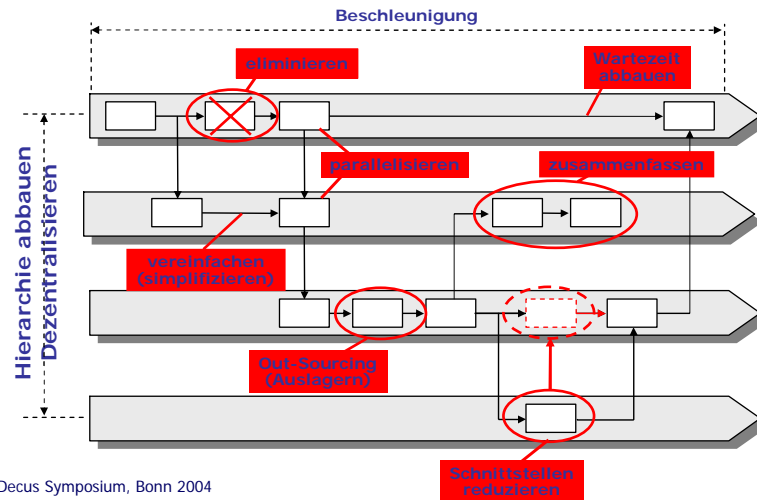 Beschleunigung
eliminieren
Wartezeit
abbauen
parallelisieren
zusammenfassen
Hierarchie abbauen
Dezentralisieren
vereinfachen
(simplifizieren)
Out-Sourcing
(Auslagern)
Schnittstellen
reduzieren
Decus Symposium, Bonn 2004